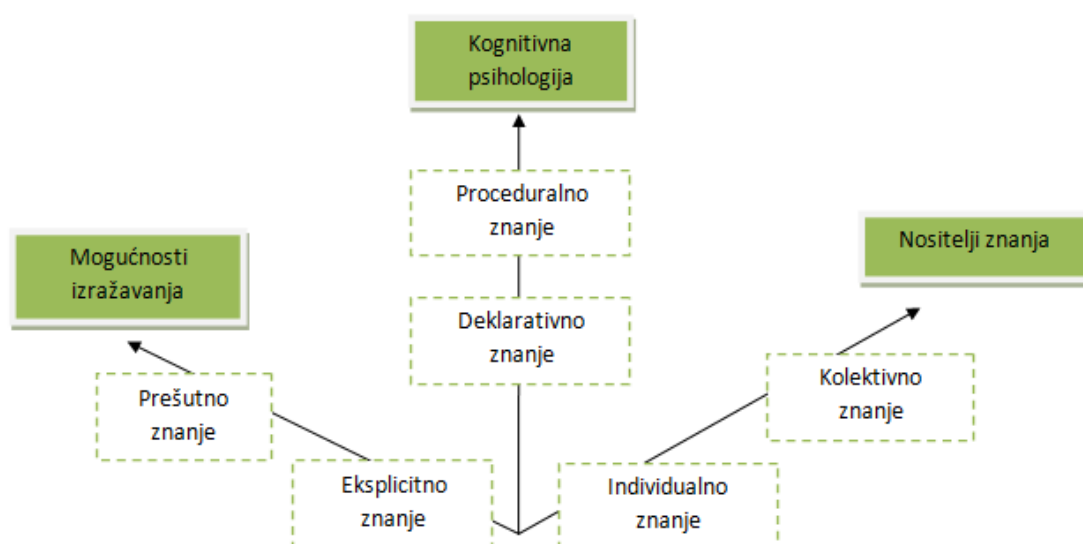 Kognitivna
psihologija
Proceduralno
znanje
Nositelji znanja
Mogućnosti
izražavanja
Deklarativno
znanje
Kolektivno
znanje
Prešutno
znanje
Eksplicitno
znanje
Individualno
znanje